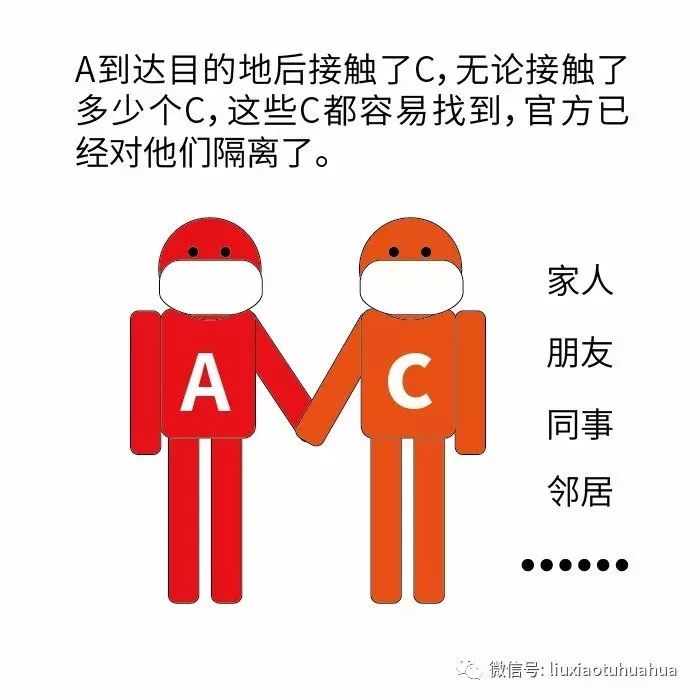 A到达目的地后接触了C,无论接触了
多少个C,这些C都容易找到,官方已
经对他们隔离了。
家人
A
C
朋友
同事
邻居
••••••
微信号: liuxiaotuhuahua